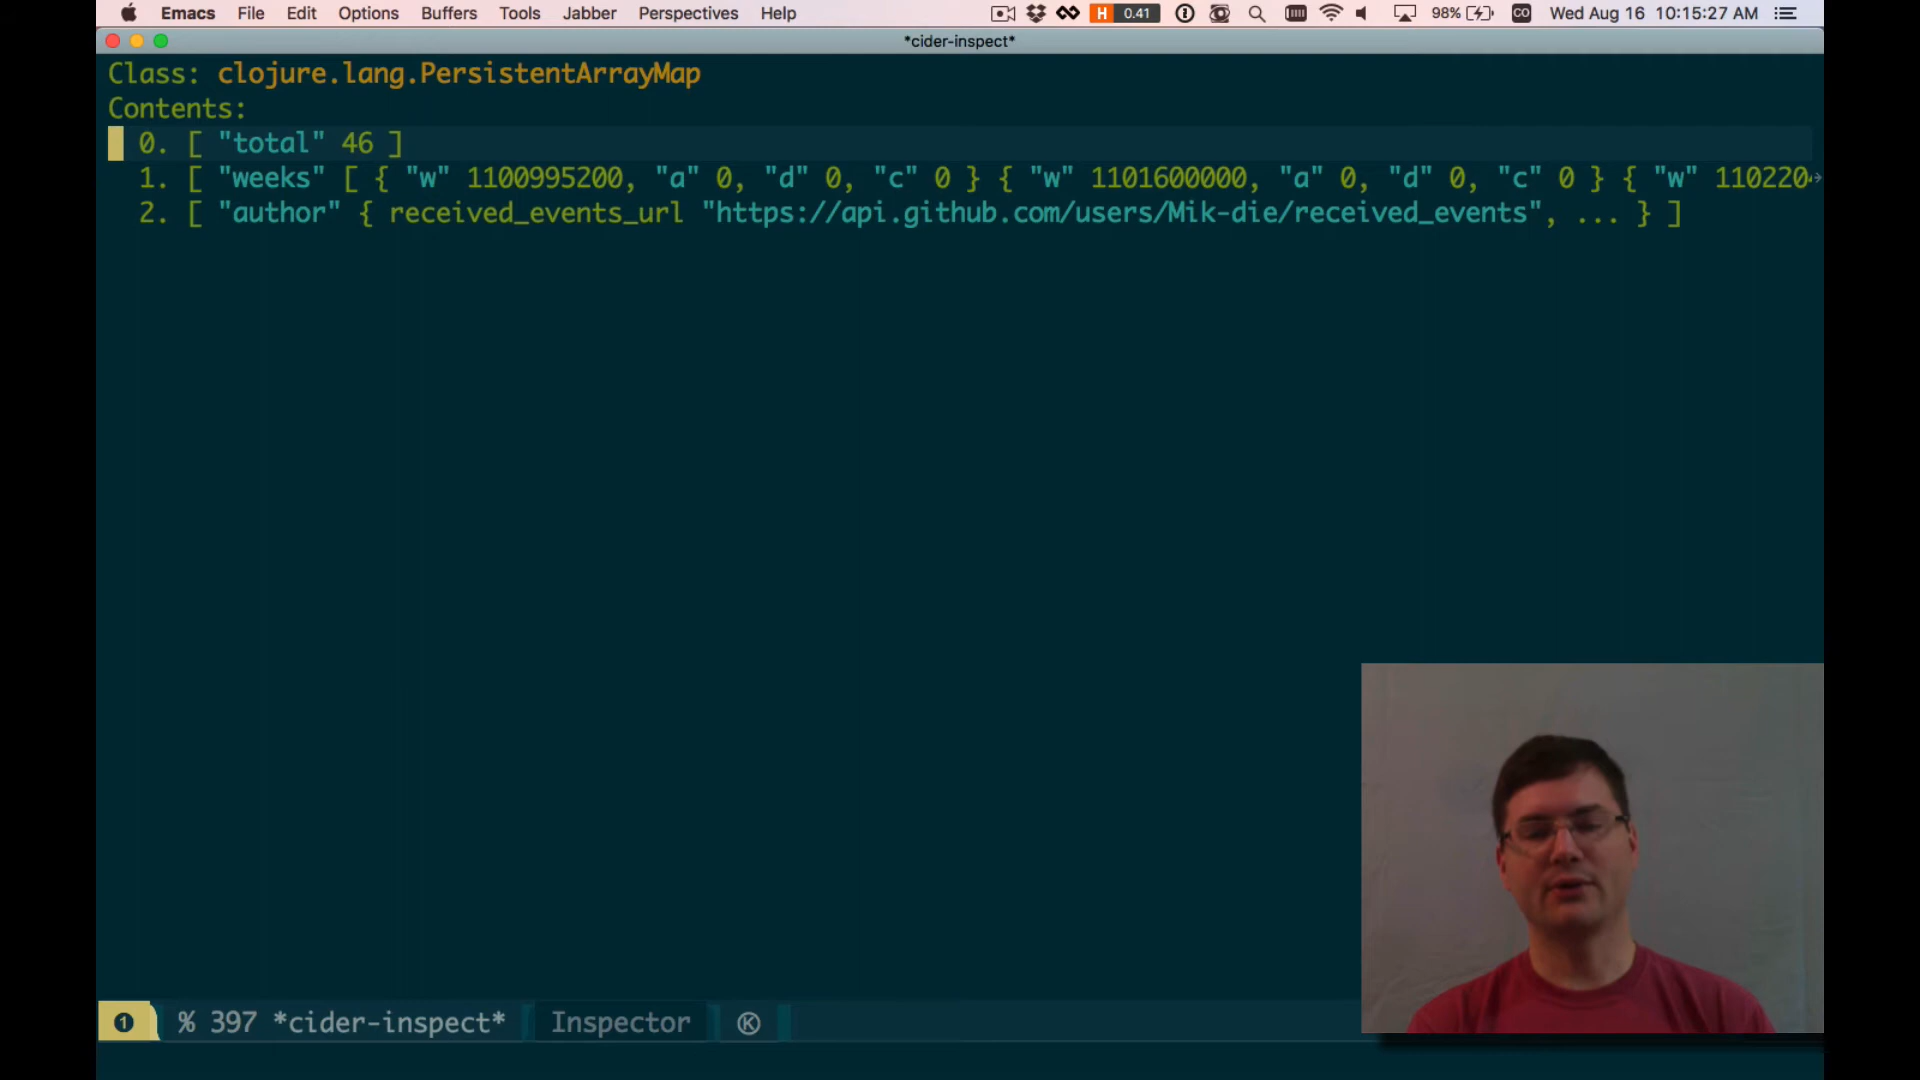 Emacs File Edit Options Buffers Tools Jabber Perspectives Help H 0.41 98% CO Wed Aug 16 10:15:27 AM
*cider-inspect*
Class: clojure.lang.PersistentArrayMap
Contents:
0. [ "total" 46 ]
1. [ "weeks" [ { "w" 1100995200, "a" 0, "d" 0, "c" 0 } { "w" 1101600000, "a" 0, "d" 0, "c" 0 } { "w" 110220
2. [ "author" { received_events_url "https://api.github.com/users/Mik-die/received_events", ... } ]
1 % 397 *cider-inspect* Inspector K